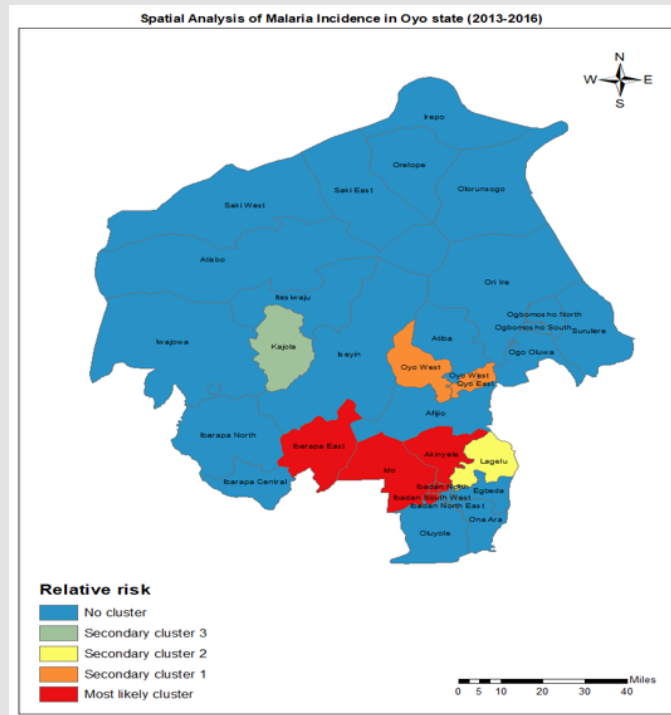 Spatial Analysis of Malaria Incidence in Oyo state (2013-2016)
N
W E
S
Irepo
Orelope
Saki East
Olorunsogo
Saki West
Atisbo
Ori Ire
Itesiwaju
Ogbomosho North
Ogbomosho South
Surulere
Atiba
Iwajowa
Kajola
Iseyin
Ogo Oluwa
Oyo West
Oyo West
Oyo East
Afijio
Ibarapa North
Ibarapa East
Akinyele
Lagelu
Ido
Ibarapa Central
Ibadan North
Egbeda
Ibadan South West
Ibadan North East
Ona Ara
Oluyole
Relative risk
No cluster
Secondary cluster 3
Secondary cluster 2
Secondary cluster 1
Most likely cluster
Miles
0 5 10 20 30 40